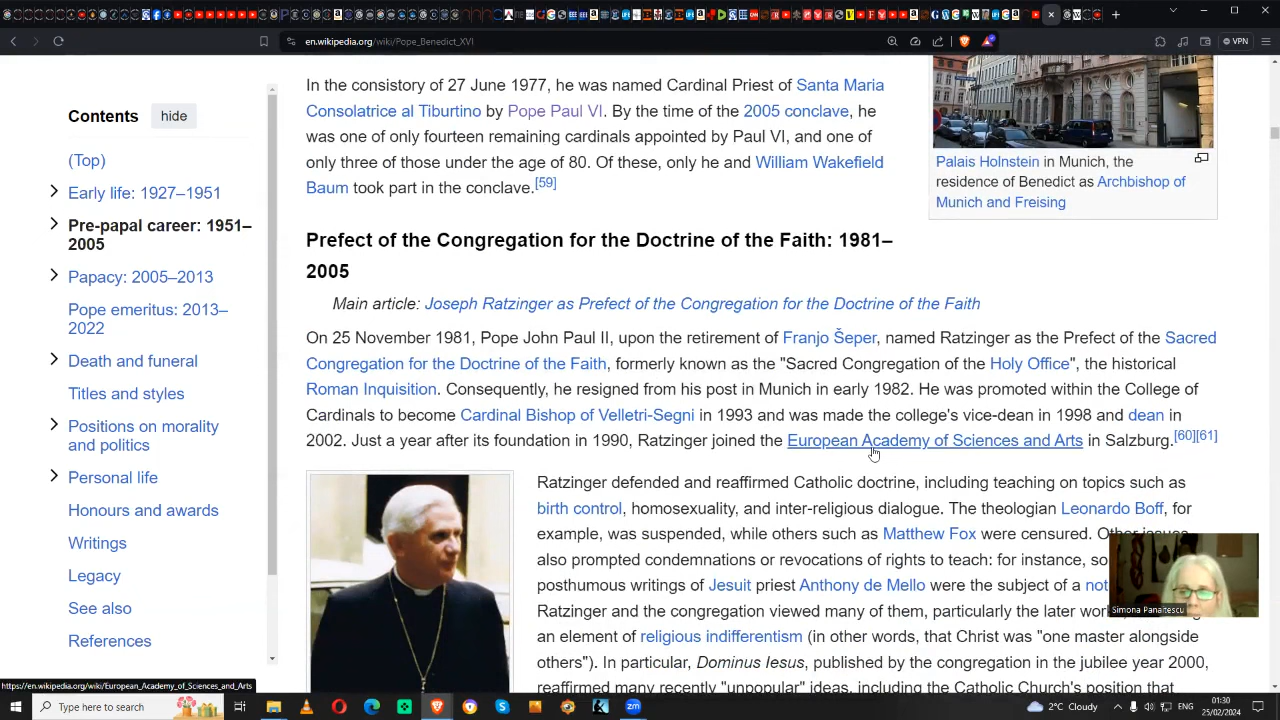 en.wikipedia.org/wiki/Pope_Benedict_XVI
VPN
Contents
hide
(Top)
Early life: 1927–1951
Pre-papal career: 1951–
2005
Papacy: 2005–2013
Pope emeritus: 2013–
2022
Death and funeral
Titles and styles
Positions on morality
and politics
Personal life
Honours and awards
Writings
Legacy
See also
References
In the consistory of 27 June 1977, he was named Cardinal Priest of Santa Maria
Consolatrice al Tiburtino by Pope Paul VI. By the time of the 2005 conclave, he
was one of only fourteen remaining cardinals appointed by Paul VI, and one of
only three of those under the age of 80. Of these, only he and William Wakefield
Baum took part in the conclave.[59]
Palais Holnstein in Munich, the
residence of Benedict as Archbishop of
Munich and Freising
Prefect of the Congregation for the Doctrine of the Faith: 1981–
2005
Main article: Joseph Ratzinger as Prefect of the Congregation for the Doctrine of the Faith
On 25 November 1981, Pope John Paul II, upon the retirement of Franjo Šeper, named Ratzinger as the Prefect of the Sacred
Congregation for the Doctrine of the Faith, formerly known as the "Sacred Congregation of the Holy Office", the historical
Roman Inquisition. Consequently, he resigned from his post in Munich in early 1982. He was promoted within the College of
Cardinals to become Cardinal Bishop of Velletri-Segni in 1993 and was made the college's vice-dean in 1998 and dean in
2002. Just a year after its foundation in 1990, Ratzinger joined the European Academy of Sciences and Arts in Salzburg.[60][61]
Ratzinger defended and reaffirmed Catholic doctrine, including teaching on topics such as
birth control, homosexuality, and inter-religious dialogue. The theologian Leonardo Boff, for
example, was suspended, while others such as Matthew Fox were censured. Other issues
also prompted condemnations or revocations of rights to teach: for instance, so
posthumous writings of Jesuit priest Anthony de Mello were the subject of a not
Ratzinger and the congregation viewed many of them, particularly the later wor
an element of religious indifferentism (in other words, that Christ was "one master alongside
others"). In particular, Dominus Iesus, published by the congregation in the jubilee year 2000,
reaffirmed many recently "unpopular" ideas, including the Catholic Church's position that
Simona Panaitescu
https://en.wikipedia.org/wiki/European_Academy_of_Sciences_and_Arts
Type here to search
2°C Cloudy
ENG
01:30
25/02/2024